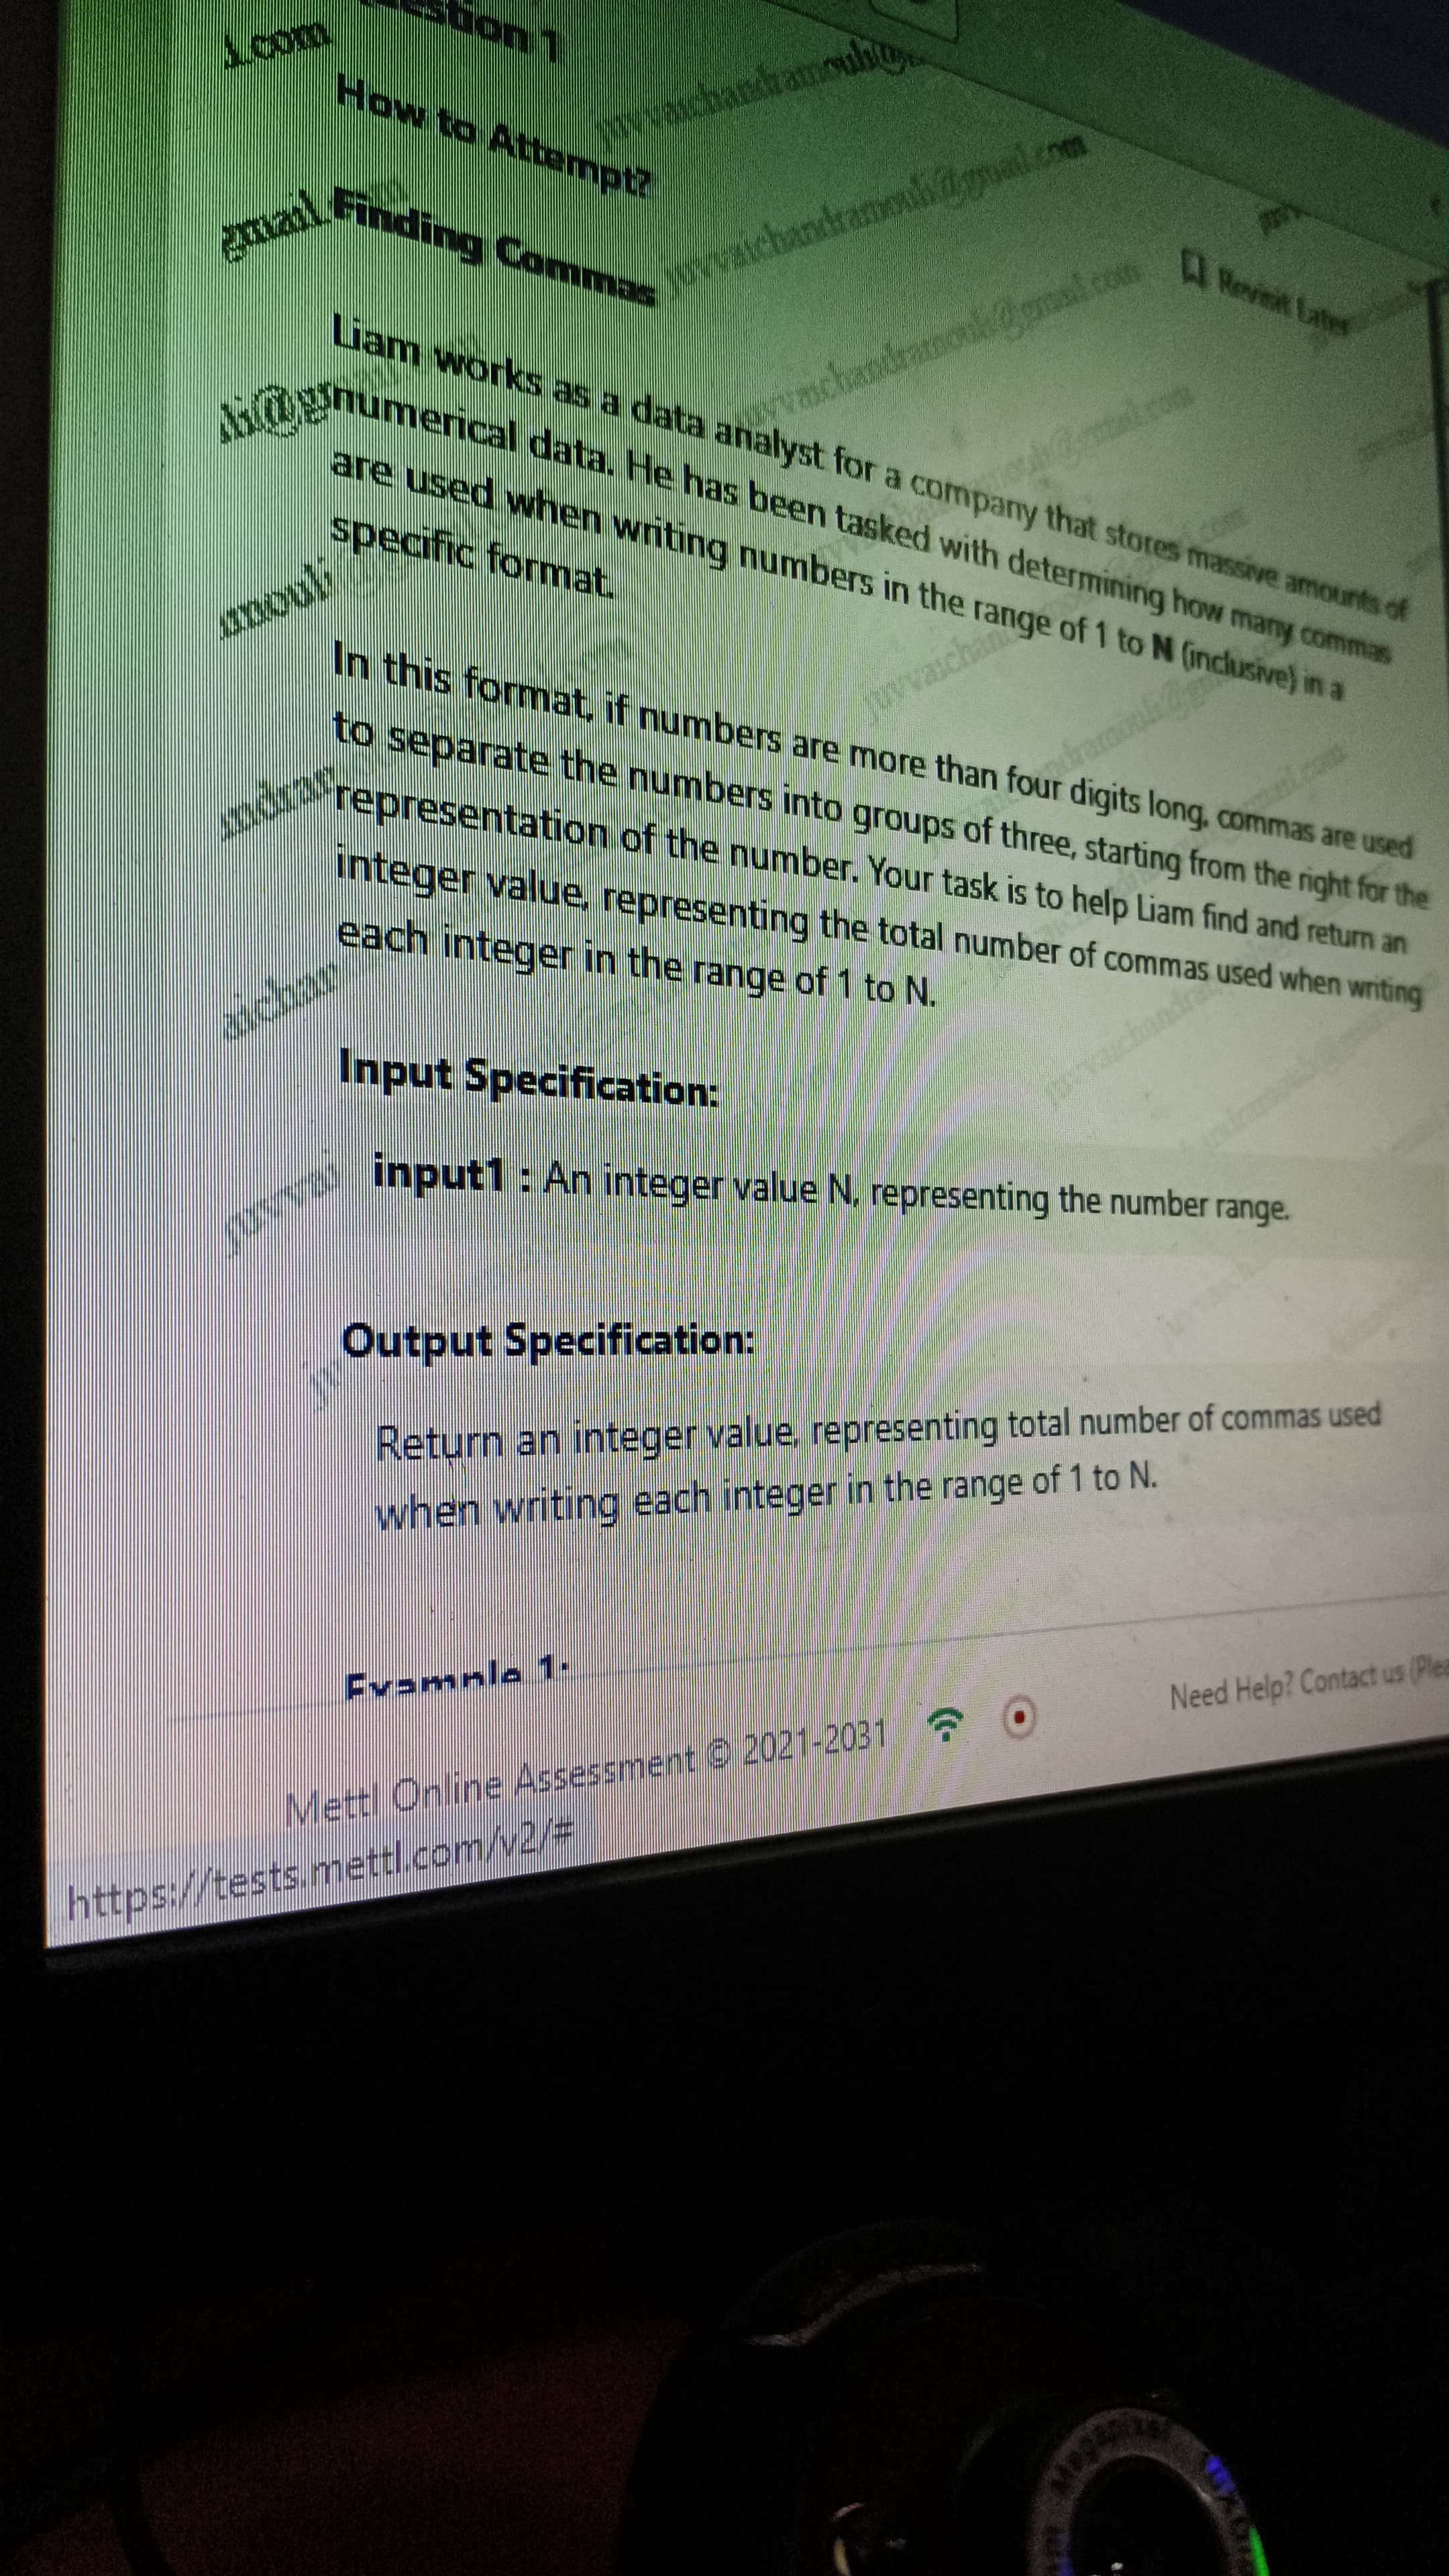 estion 1
How to Attempt?
Revisit Later
Finding Commas
Liam works as a data analyst for a company that stores massive amounts of
numerical data. He has been tasked with determining how many commas
are used when writing numbers in the range of 1 to N (inclusive) in a
specific format.
In this format, if numbers are more than four digits long, commas are used
to separate the numbers into groups of three, starting from the right for the
representation of the number. Your task is to help Liam find and return an
integer value, representing the total number of commas used when writing
each integer in the range of 1 to N.
Input Specification:
input1 : An integer value N, representing the number range.
Output Specification:
Return an integer value, representing total number of commas used
when writing each integer in the range of 1 to N.
Example 1:
Mettl Online Assessment © 2021-2031
Need Help? Contact us (Plea
https://tests.mettl.com/v2/#